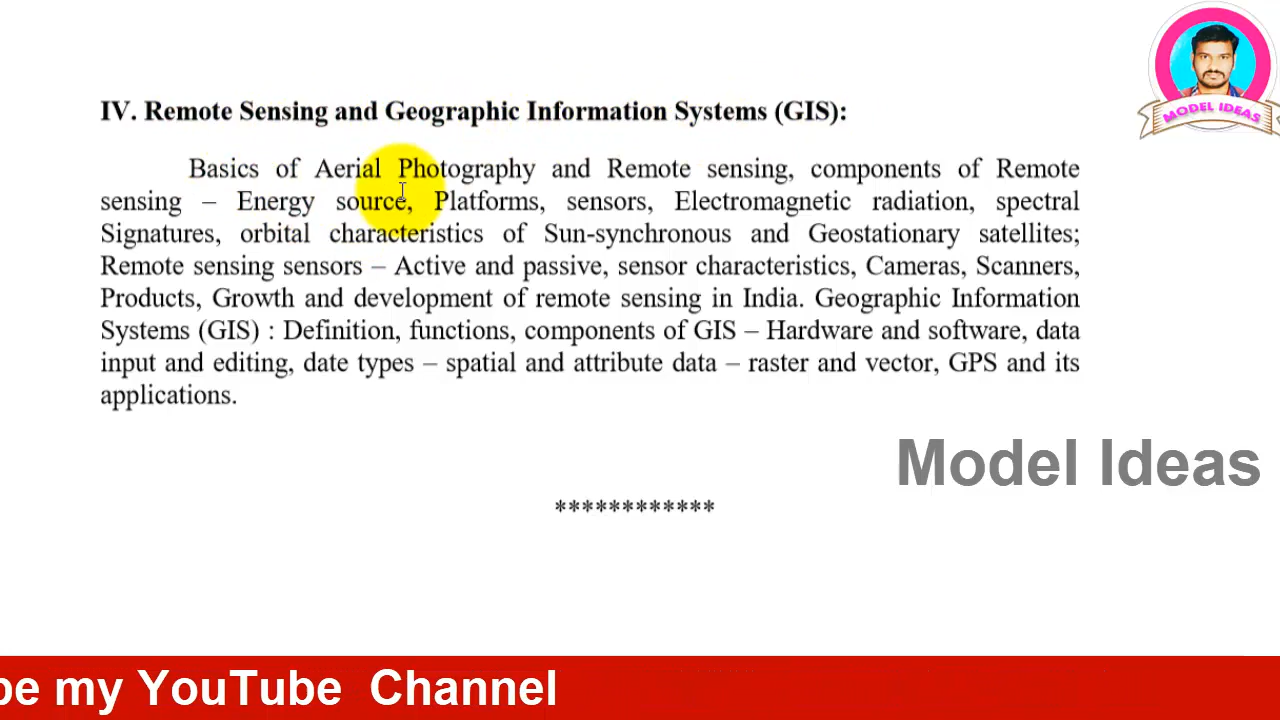 MODEL IDEAS
IV. Remote Sensing and Geographic Information Systems (GIS):
Basics of Aerial Photography and Remote sensing, components of Remote
sensing – Energy source, Platforms, sensors, Electromagnetic radiation, spectral
Signatures, orbital characteristics of Sun-synchronous and Geostationary satellites;
Remote sensing sensors – Active and passive, sensor characteristics, Cameras, Scanners,
Products, Growth and development of remote sensing in India. Geographic Information
Systems (GIS) : Definition, functions, components of GIS – Hardware and software, data
input and editing, date types – spatial and attribute data – raster and vector, GPS and its
applications.
Model Ideas
************
be my YouTube Channel